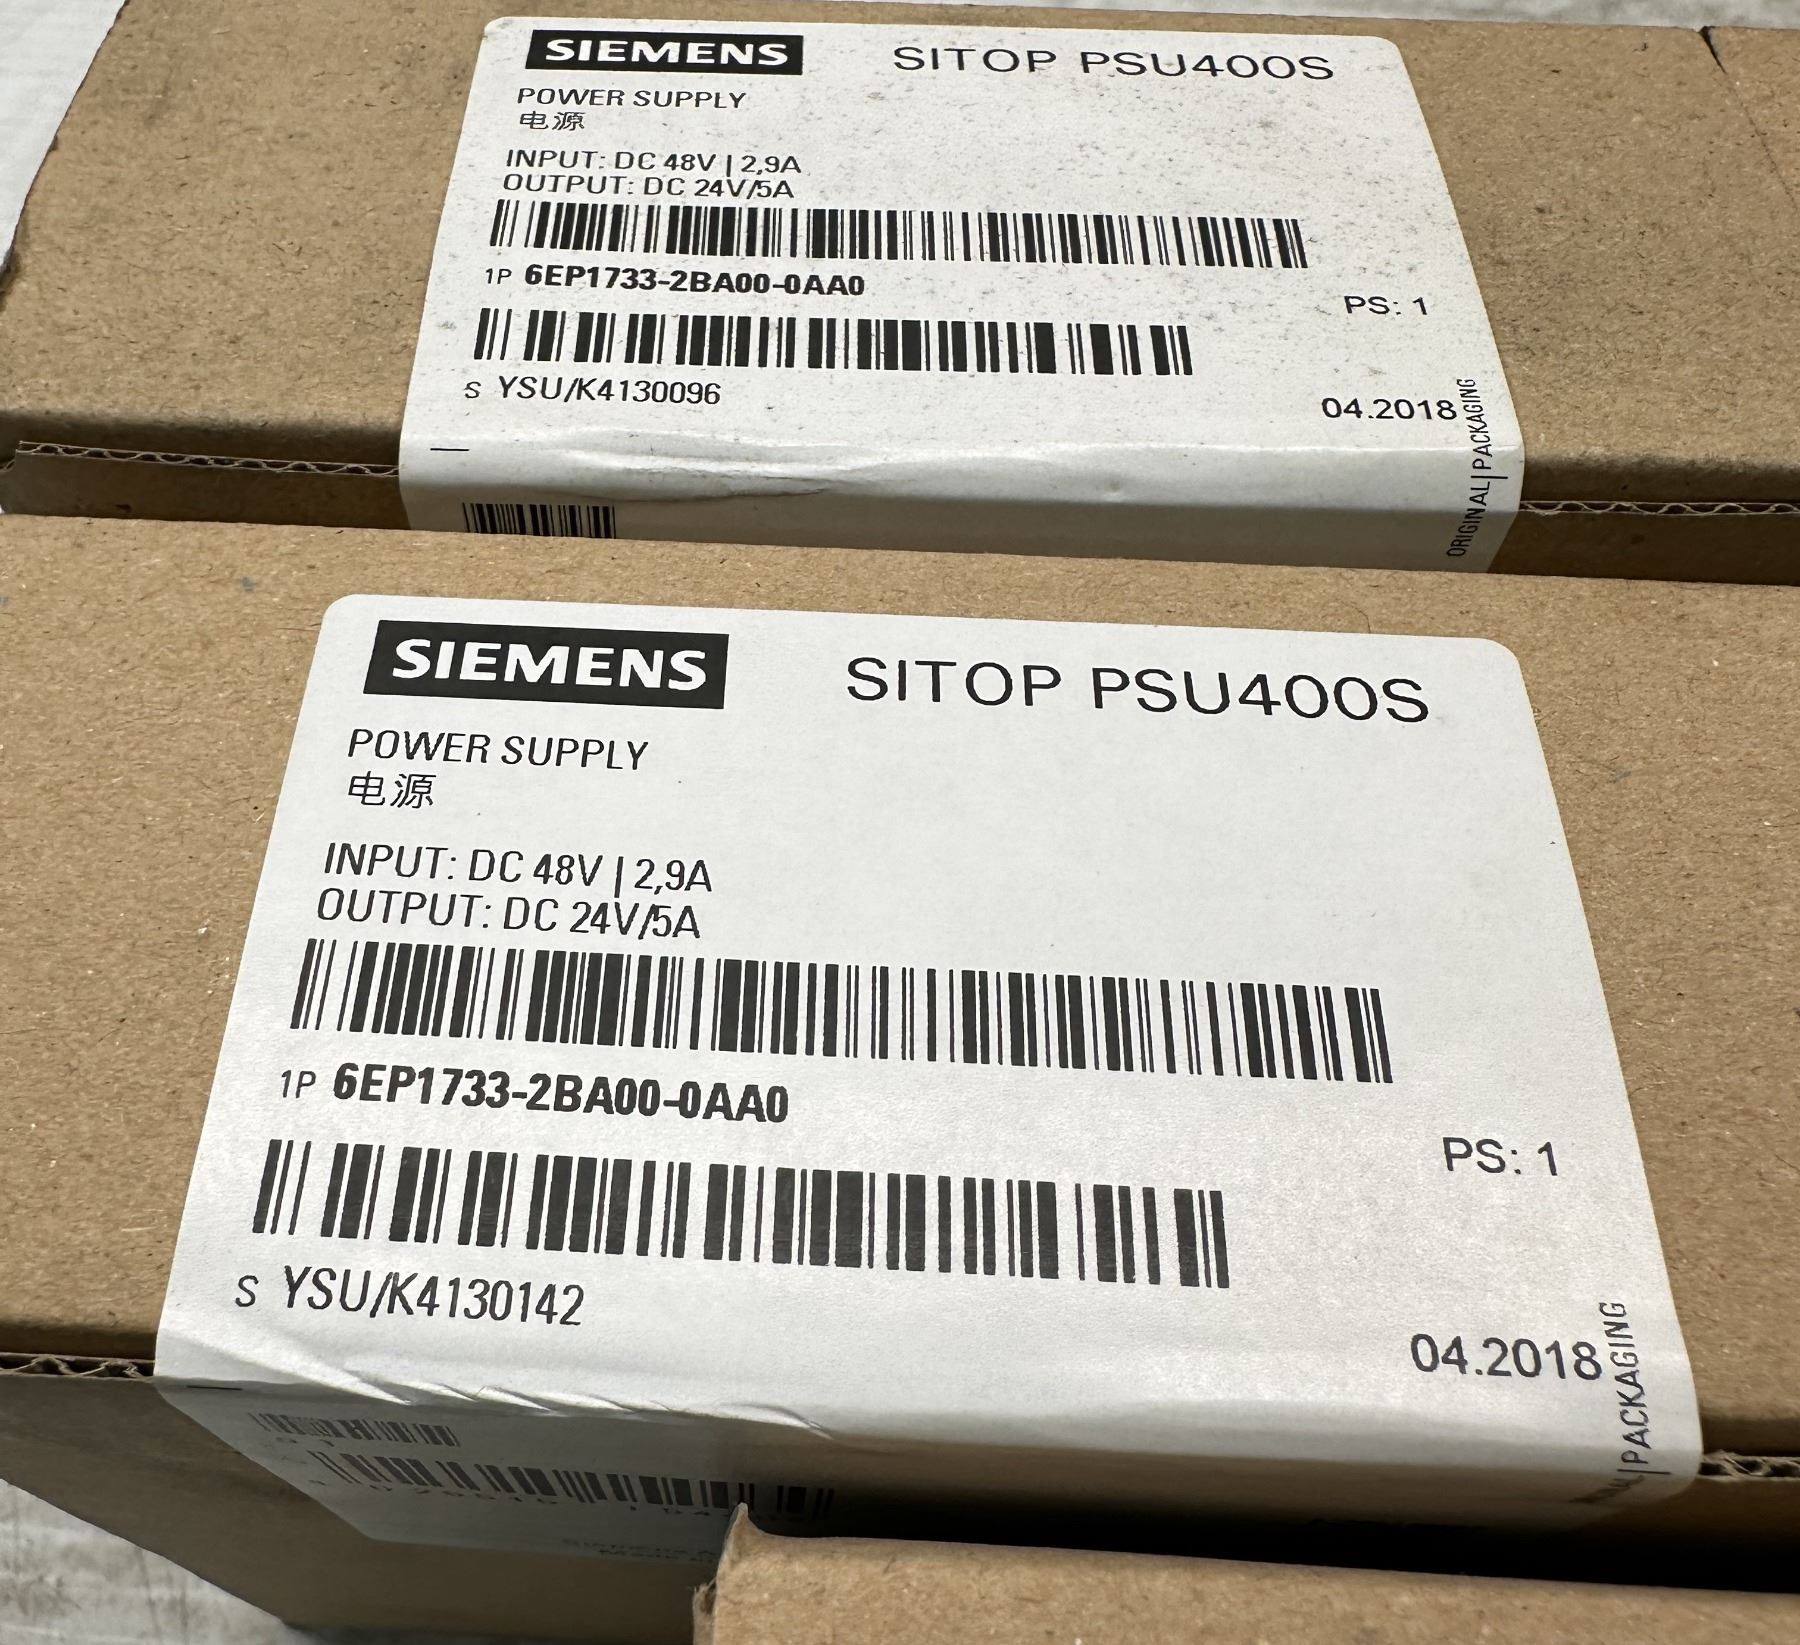 SIEMENS SITOP PSU400S
POWER SUPPLY
电源
INPUT: DC 48V | 2,9A
OUTPUT: DC 24V/5A
1P 6EP1733-2BA00-0AA0
PS: 1
S YSU/K4130096
04.2018
ORIGINAL|PACKAGING
SIEMENS SITOP PSU400S
POWER SUPPLY
电源
INPUT: DC 48V | 2,9A
OUTPUT: DC 24V/5A
1P 6EP1733-2BA00-0AA0
PS: 1
S YSU/K4130142
04.2018
PACKAGING